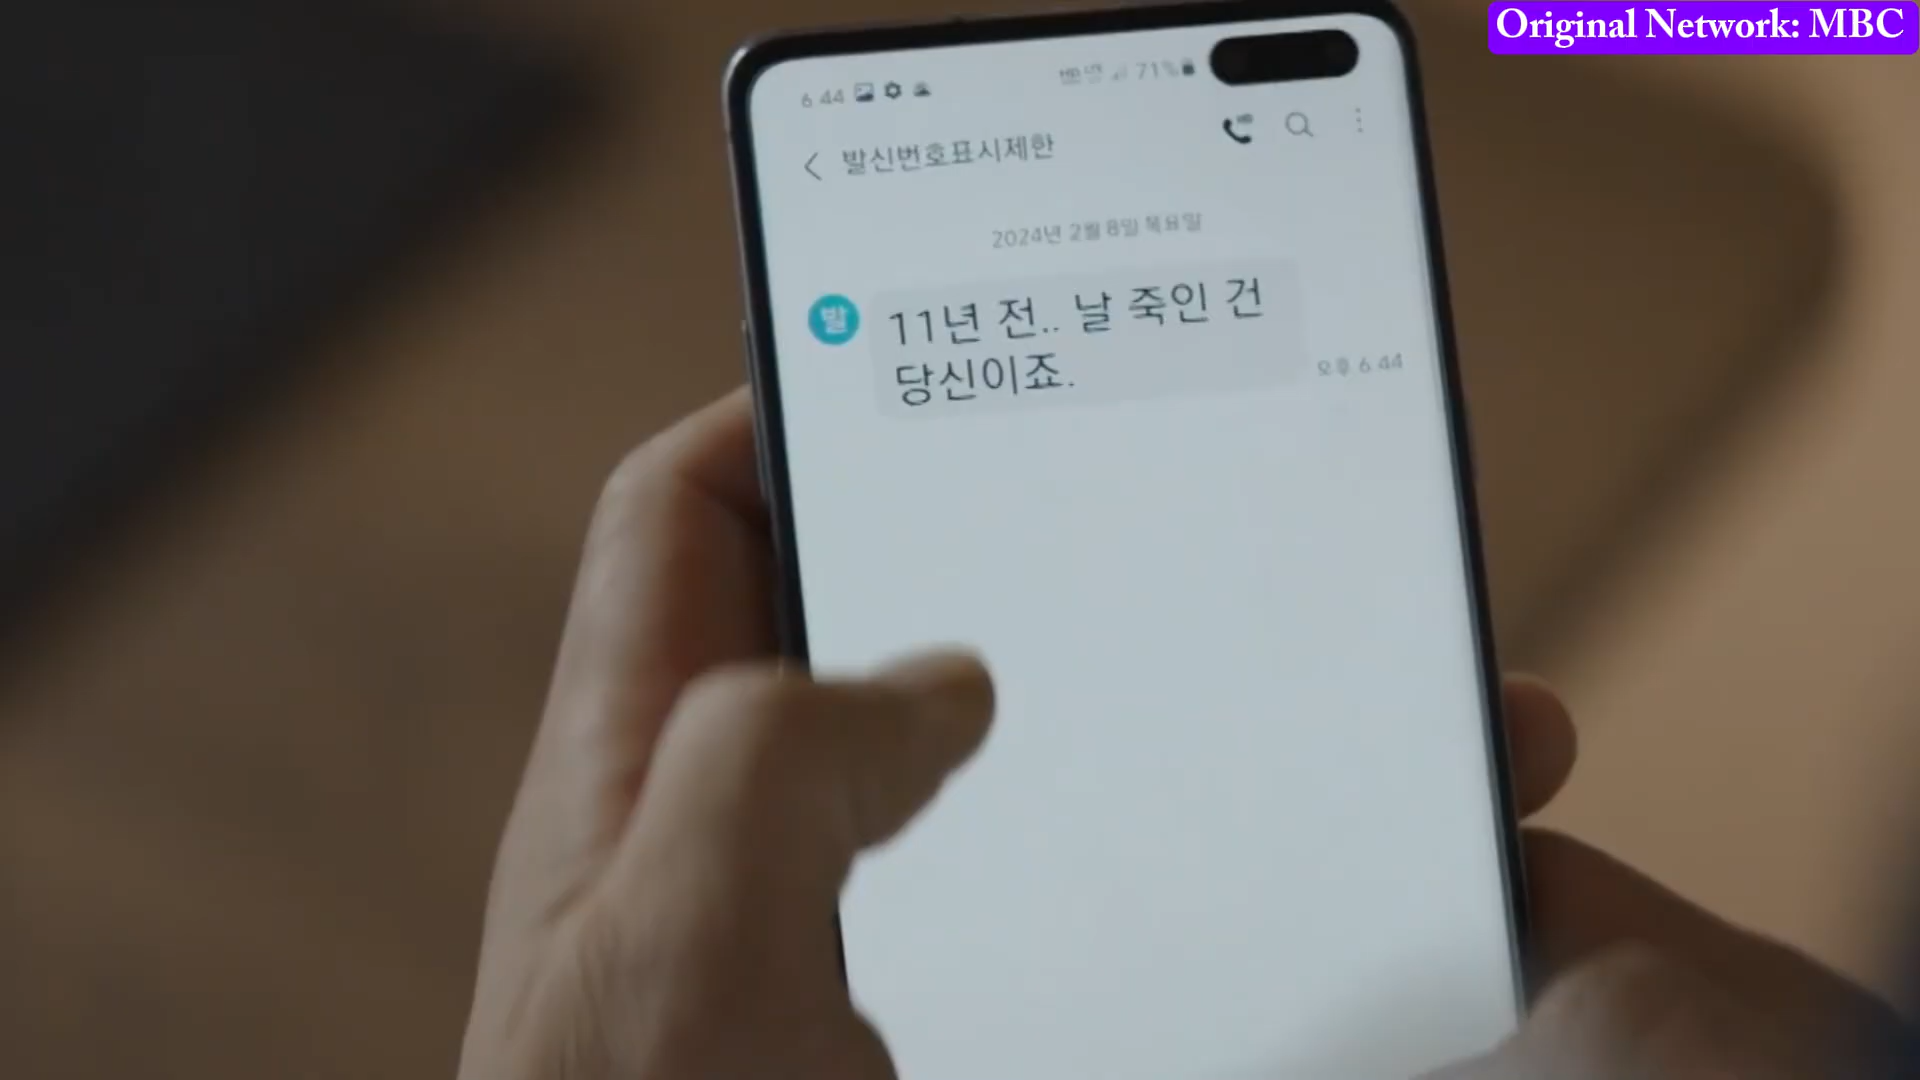 Original Network: MBC
6 44 71%
발신번호표시제한
2024년 2월 8일 목요일
발
11년 전.. 날 죽인 건
당신이죠.
오후 6 44